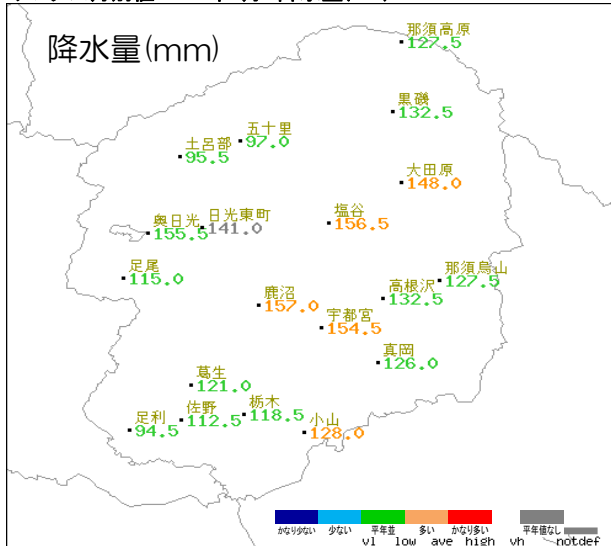 降水量(mm)
那須高原
127.5
黒磯
132.5
五十里
97.0
土呂部
95.5
大田原
148.0
塩谷
156.5
日光東町
141.0
奥日光
155.5
足尾
115.0
那須烏山
127.5
高根沢
132.5
鹿沼
157.0
宇都宮
154.5
真岡
126.0
葛生
121.0
栃木
118.5
佐野
112.5
足利
94.5
小山
128.0
かなり少ない 少ない 平年並 多い かなり多い 平年値なし
vl low ave high vh notdef